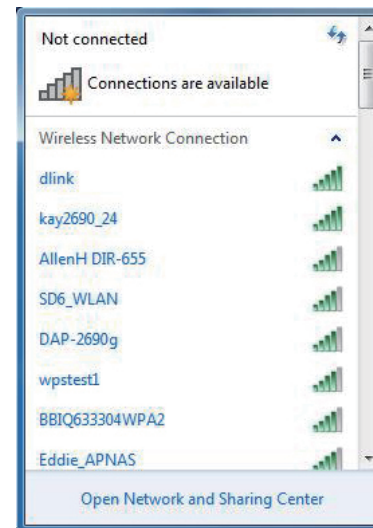 Not connected
Connections are available
Wireless Network Connection
dlink
kay2690_24
AllenH DIR-655
SD6_WLAN
DAP-2690g
wpstest1
BBIQ633304WPA2
Eddie_APNAS
Open Network and Sharing Center